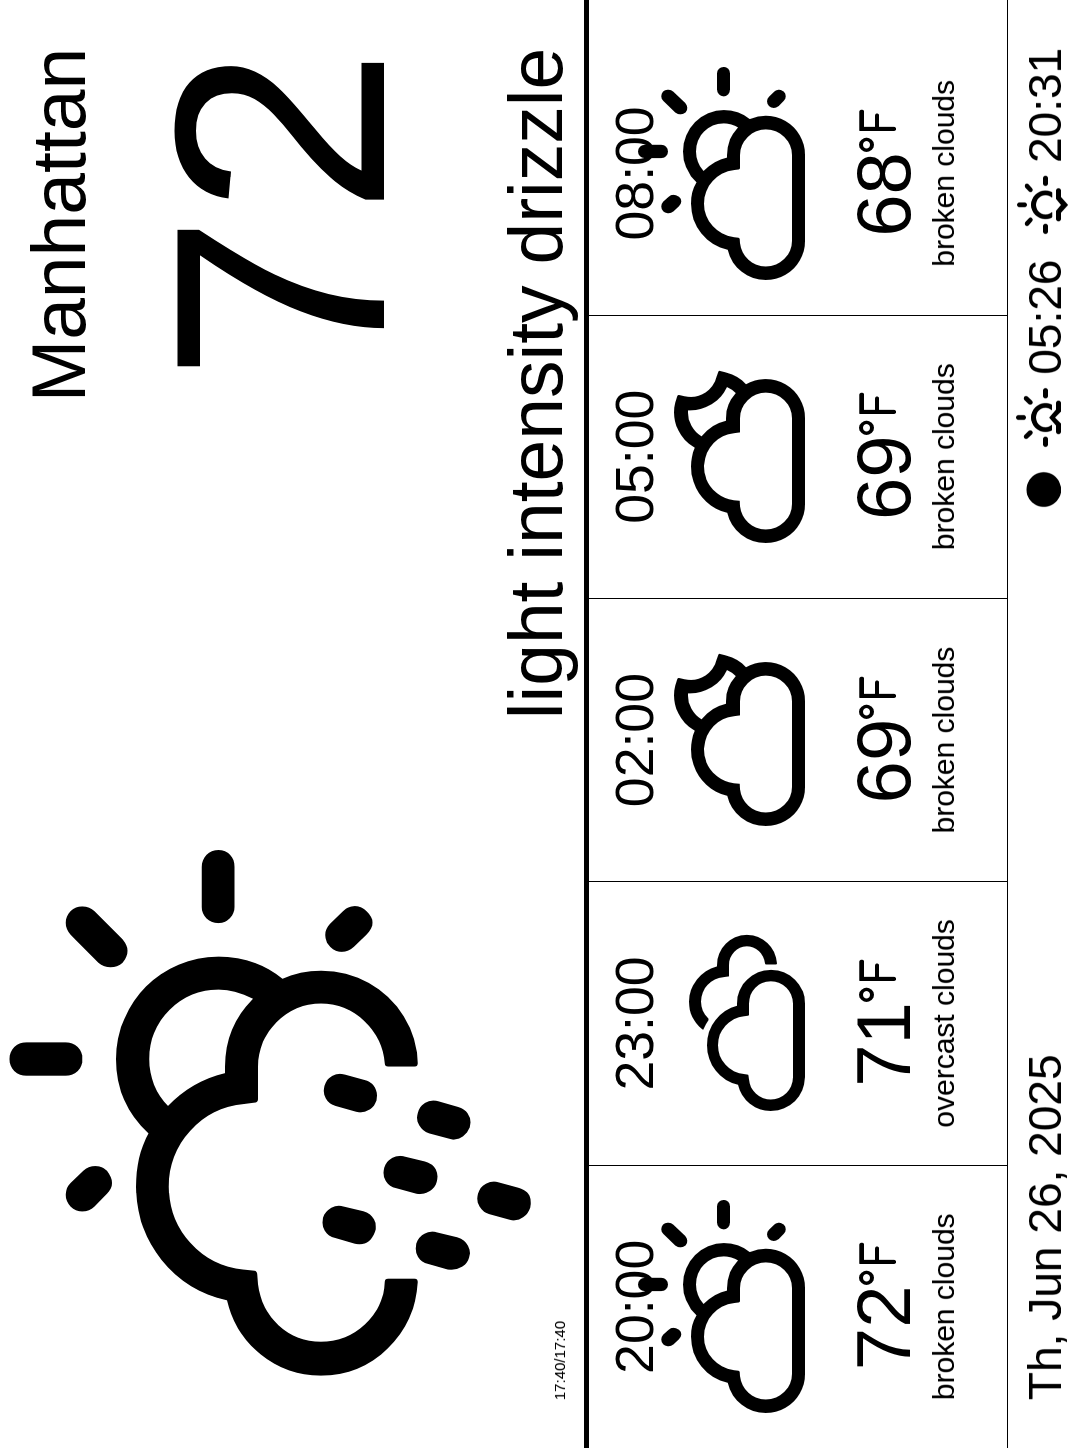 Manhattan
72
light intensity drizzle
17:40/17:40
20:00
72°F
broken clouds
23:00
71°F
overcast clouds
02:00
69°F
broken clouds
05:00
69°F
broken clouds
08:00
68°F
broken clouds
Th, Jun 26, 2025
05:26
20:31